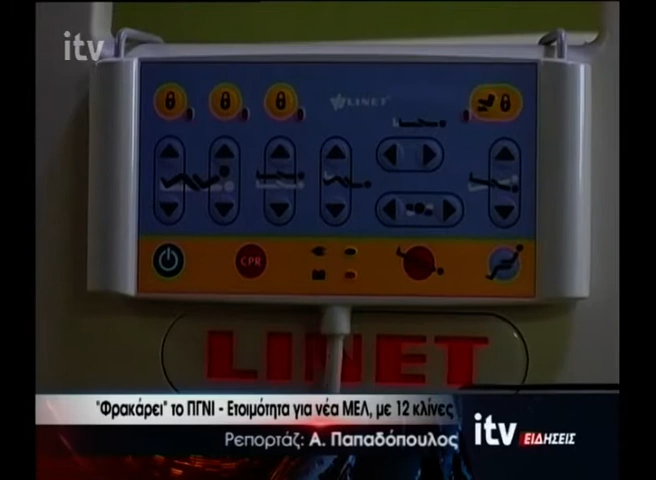 itv
LINET
CPR
LINET
"Φρακάρει" το ΠΓΝΙ - Ετοιμότητα για νέα ΜΕΛ, με 12 κλίνες
Ρεπορτάζ: Α. Παπαδόπουλος
itv ΕΙΔΗΣΕΙΣ